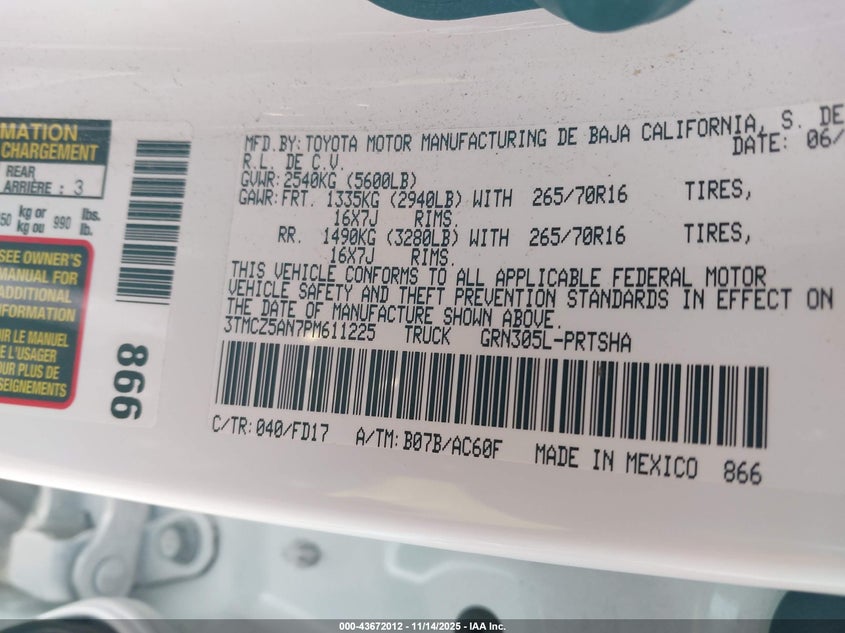 MATION
CHARGEMENT
REAR
ARRIÈRE : 3
kg or
kg ou 990 lbs.
lb.
SEE OWNER'S
MANUAL FOR
ADDITIONAL
INFORMATION
LE MANUEL
DE L'USAGER
POUR PLUS DE
SEIGNEMENTS
866
MFD.BY:TOYOTA MOTOR MANUFACTURING DE BAJA CALIFORNIA, S. DE
R.L. DE C.V. DATE: 06/
GVWR:2540KG (5600LB)
GAWR:FRT. 1335KG (2940LB) WITH 265/70R16 TIRES,
16X7J RIMS.
RR. 1490KG (3280LB) WITH 265/70R16 TIRES,
16X7J RIMS.
THIS VEHICLE CONFORMS TO ALL APPLICABLE FEDERAL MOTOR
VEHICLE SAFETY AND THEFT PREVENTION STANDARDS IN EFFECT ON
THE DATE OF MANUFACTURE SHOWN ABOVE.
3TMCZ5AN7PM611225 TRUCK GRN305L-PRTSHA
C/TR:040/FD17 A/TM:B07B/AC60F MADE IN MEXICO 866
000-43672012 - 11/14/2025 - IAA Inc.